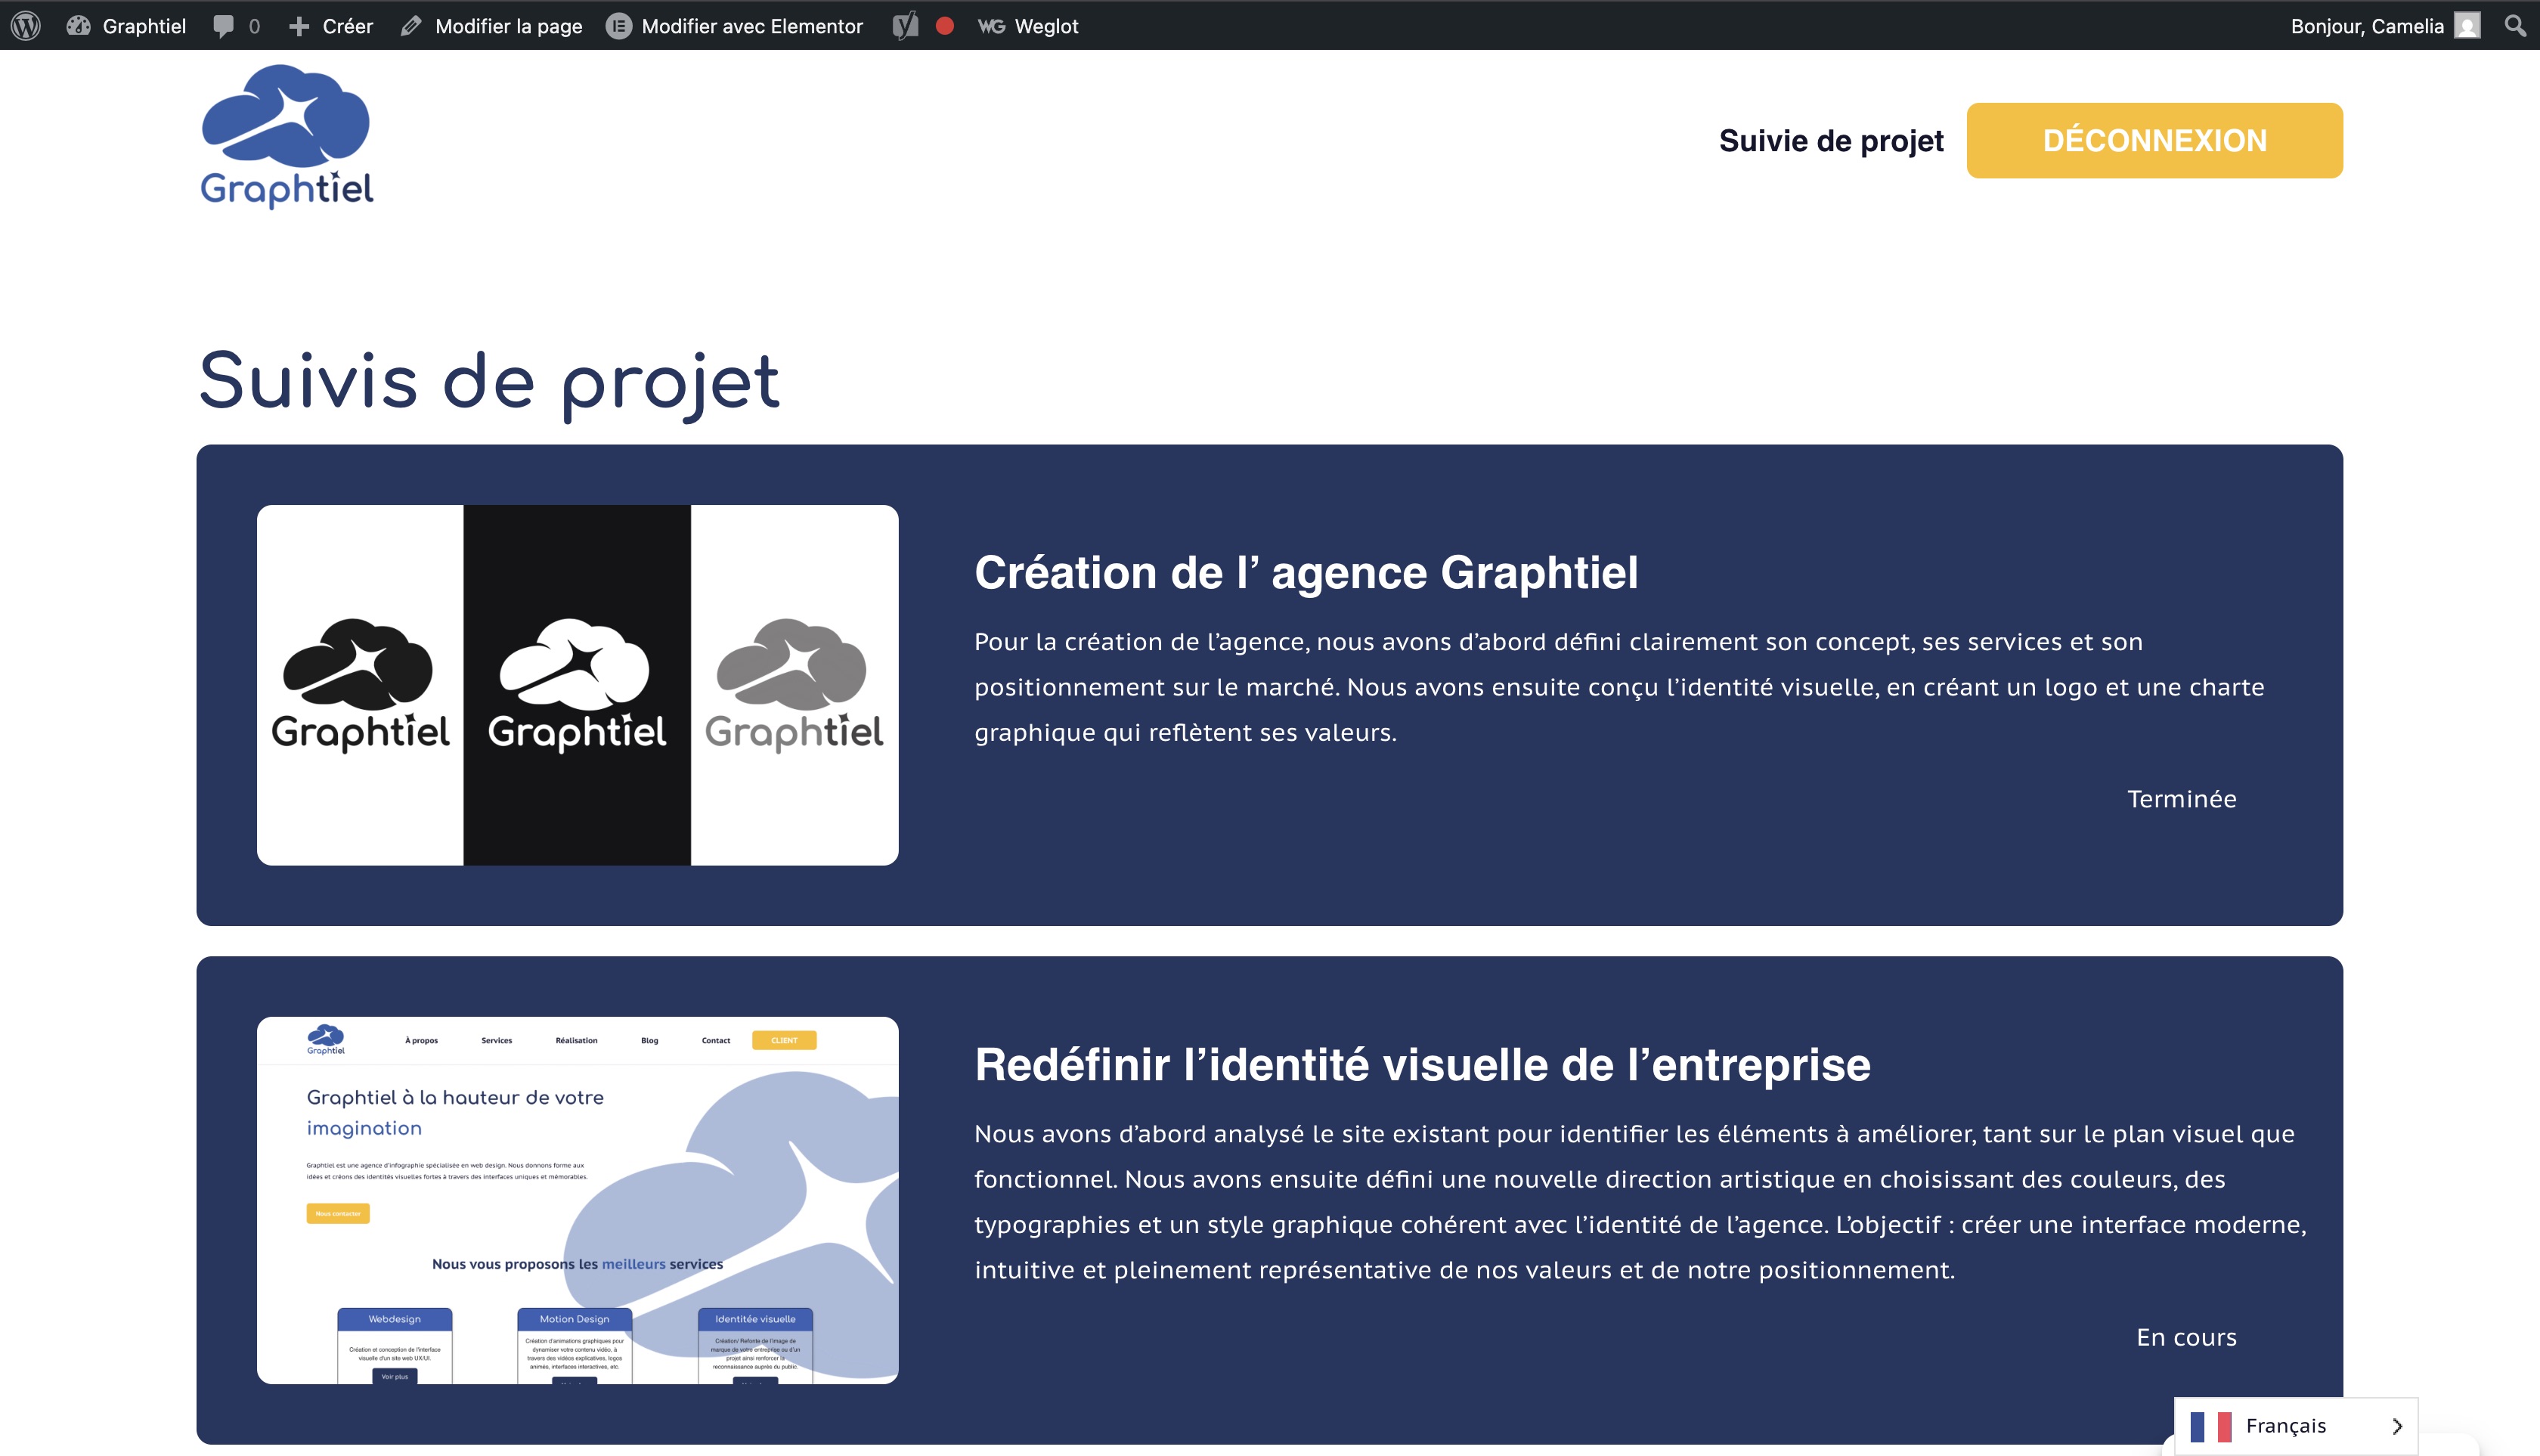 Graphtiel
0
Créer
Modifier la page
Modifier avec Elementor
WG Weglot
Bonjour, Camelia
Graphtiel
Suivie de projet
DÉCONNEXION
Suivis de projet
Graphtiel
Graphtiel
Graphtiel
Création de l’ agence Graphtiel
Pour la création de l’agence, nous avons d’abord défini clairement son concept, ses services et son
positionnement sur le marché. Nous avons ensuite conçu l’identité visuelle, en créant un logo et une charte
graphique qui reflètent ses valeurs.
Terminée
Graphtiel
À propos
Services
Réalisation
Blog
Contact
CLIENT
Graphtiel à la hauteur de votre
imagination
Graphtiel est une agence d’infographie spécialisée en web design. Nous donnons forme aux
idées et créons des identités visuelles fortes à travers des interfaces uniques et mémorables.
Nous contacter
Nous vous proposons les meilleurs services
Webdesign
Création et conception de l’interface
visuelle d’un site web UX/UI.
Voir plus
Motion Design
Création d’animations graphiques pour
dynamiser votre contenu vidéo, à
travers des vidéos explicatives, logos
animés, interfaces interactives, etc.
Identitée visuelle
Création/ Refonte de l’image de
marque de votre entreprise ou d’un
projet ainsi renforcer la
reconnaissance auprès du public.
Redéfinir l’identité visuelle de l’entreprise
Nous avons d’abord analysé le site existant pour identifier les éléments à améliorer, tant sur le plan visuel que
fonctionnel. Nous avons ensuite défini une nouvelle direction artistique en choisissant des couleurs, des
typographies et un style graphique cohérent avec l’identité de l’agence. L’objectif : créer une interface moderne,
intuitive et pleinement représentative de nos valeurs et de notre positionnement.
En cours
Français